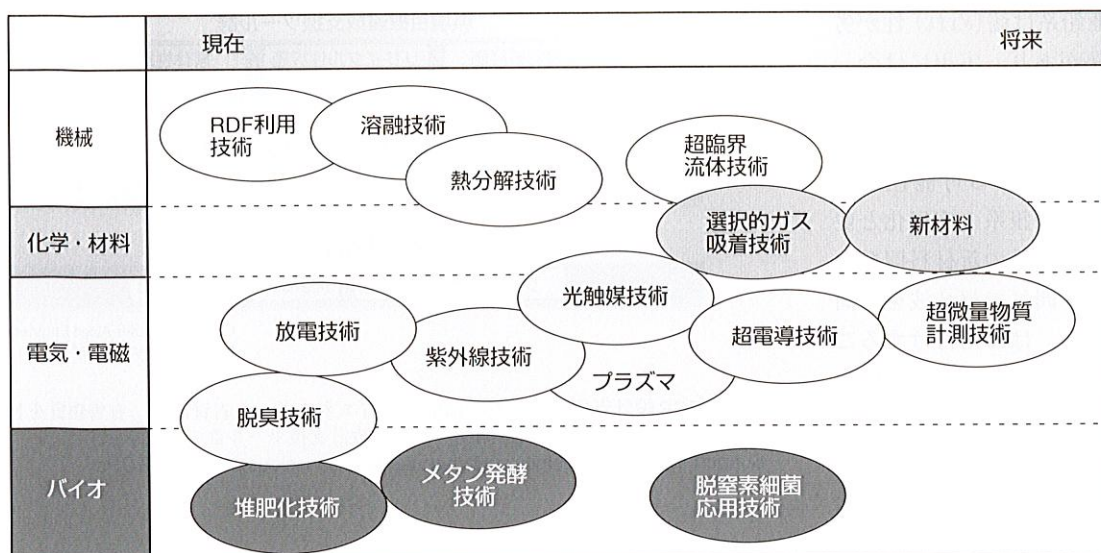 現在
将来
機械
RDF利用
技術
溶融技術
熱分解技術
超臨界
流体技術
化学・材料
選択的ガス
吸着技術
新材料
電気・電磁
放電技術
紫外線技術
光触媒技術
プラズマ
超電導技術
超微量物質
計測技術
脱臭技術
バイオ
堆肥化技術
メタン発酵
技術
脱窒素細菌
応用技術